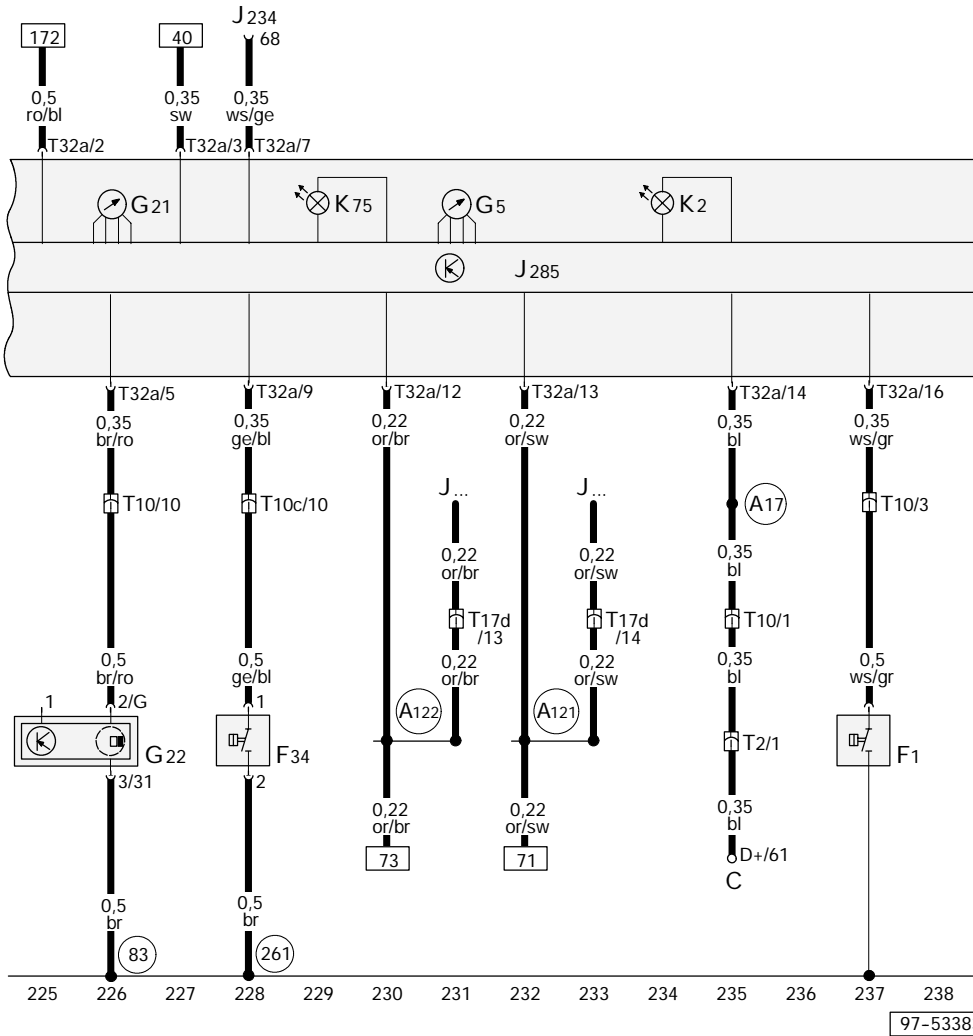 172
40
J234
68
0,5
ro/bl
0,35
sw
0,35
ws/ge
T32a/2
T32a/3
T32a/7
G21
K75
G5
K2
J285
T32a/5
T32a/9
T32a/12
T32a/13
T32a/14
T32a/16
0,35
br/ro
0,35
ge/bl
0,22
or/br
0,22
or/sw
0,35
bl
0,35
ws/gr
J...
J...
T10/10
T10c/10
A17
T10/3
0,22
or/br
0,22
or/sw
0,35
bl
T17d
/13
T17d
/14
T10/1
0,5
br/ro
0,5
ge/bl
0,22
or/br
0,22
or/sw
0,35
bl
0,5
ws/gr
1
2/G
1
A122
A121
G22
F34
T2/1
F1
3/31
2
0,22
or/br
0,22
or/sw
0,35
bl
73
71
D+/61
C
0,5
br
0,5
br
83
261
225 226 227 228 229 230 231 232 233 234 235 236 237 238
97-5338